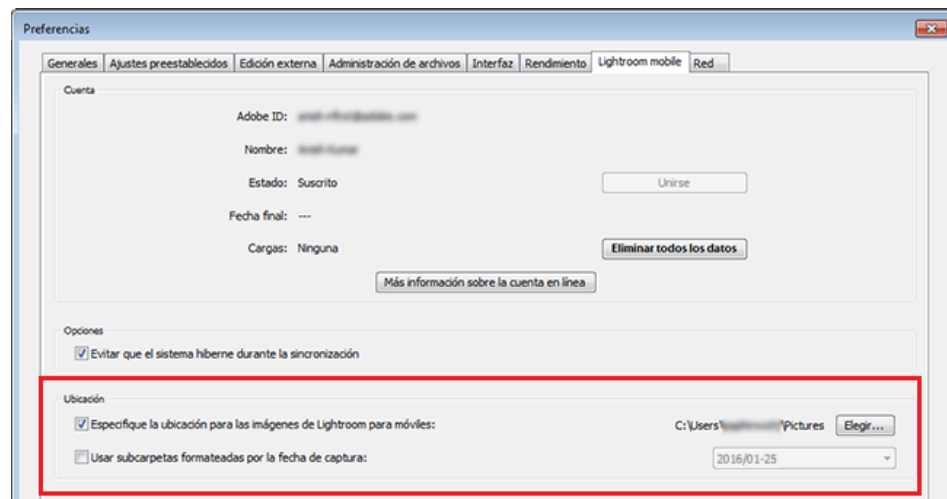 Preferencias
Generales Ajustes preestablecidos Edición externa Administración de archivos Interfaz Rendimiento Lightroom mobile Red
Cuenta
Adobe ID:
Nombre:
Estado: Suscrito Unirse
Fecha final: ---
Cargas: Ninguna Eliminar todos los datos
Más información sobre la cuenta en línea
Opciones
Evitar que el sistema hiberne durante la sincronización
Ubicación
Especifique la ubicación para las imágenes de Lightroom para móviles: C:\Users\ \Pictures Elegir...
Usar subcarpetas formateadas por la fecha de captura: 2016/01-25